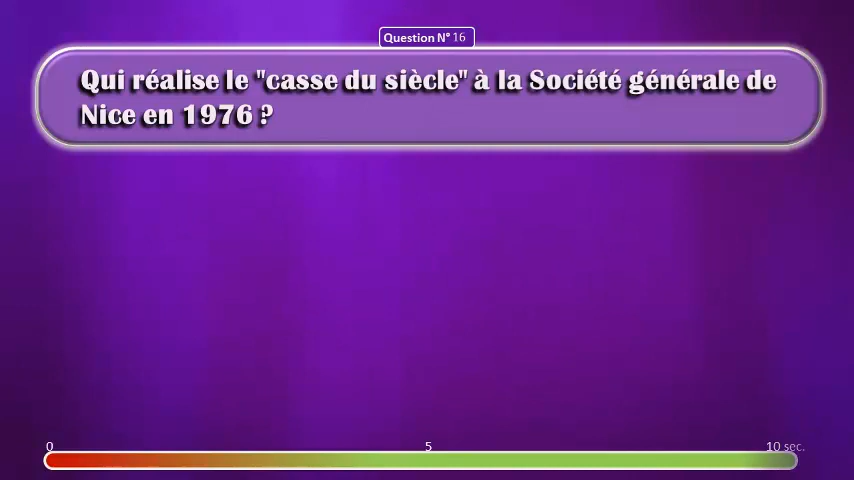 Question N° 16
Qui réalise le "casse du siècle" à la Société générale de
Nice en 1976 ?
0 5 10 sec.